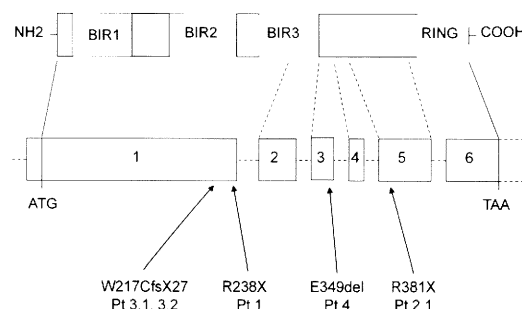 NH2 BIR1 BIR2 BIR3 RING COOH
1 2 3 4 5 6
ATG TAA
W217CfsX27 R238X E349del R381X
Pt 3.1, 3.2 Pt 1 Pt 4 Pt 2.1